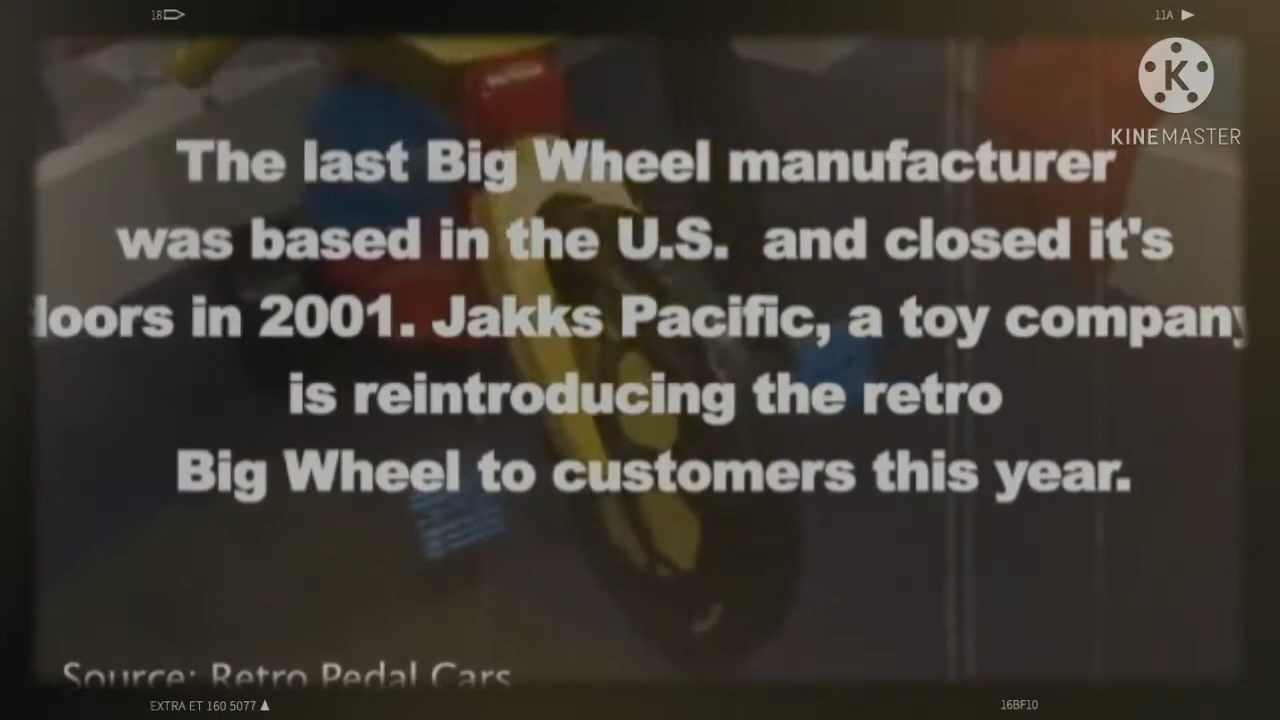 18
11A
KINEMASTER
The last Big Wheel manufacturer
was based in the U.S. and closed it's
loors in 2001. Jakks Pacific, a toy company
is reintroducing the retro
Big Wheel to customers this year.
Source: Retro Pedal Cars
EXTRA ET 160 5077
16BF10